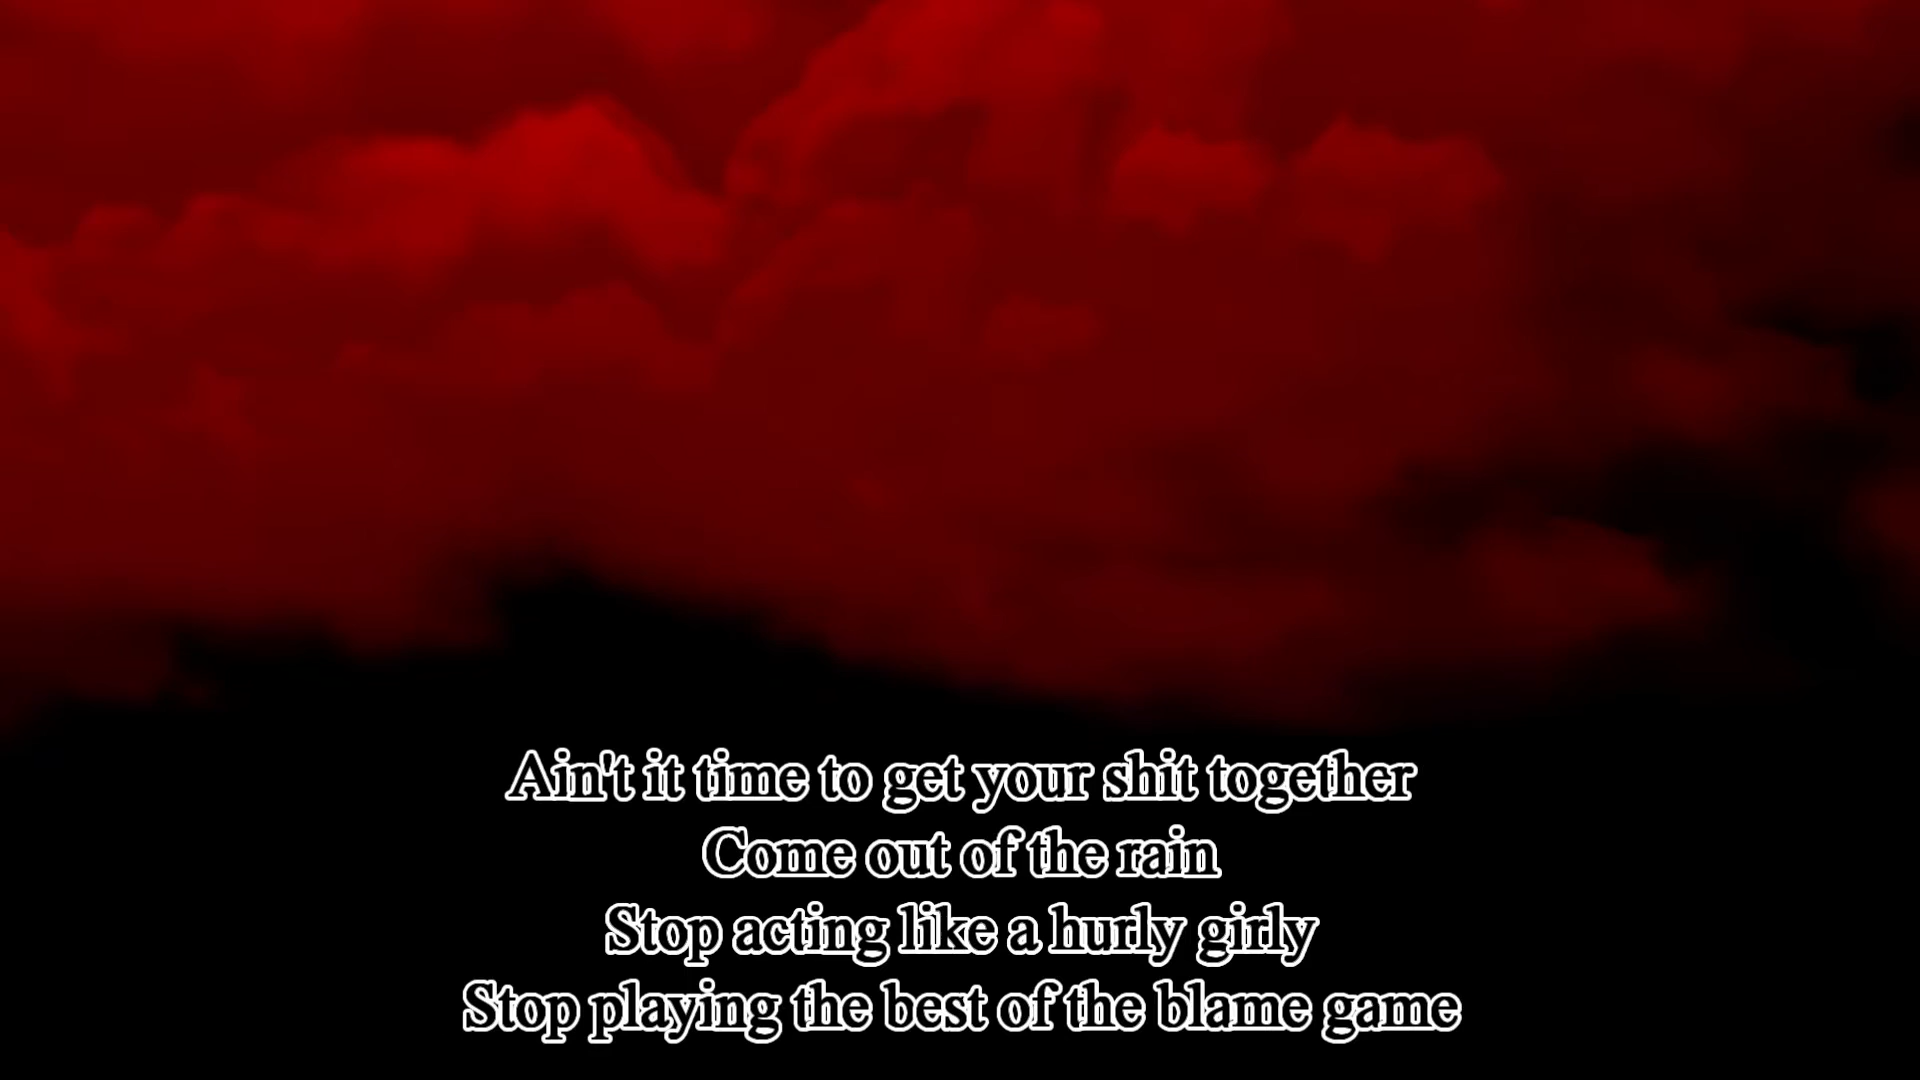 Ain't it time to get your shit together
Come out of the rain
Stop acting like a hurly girly
Stop playing the best of the blame game